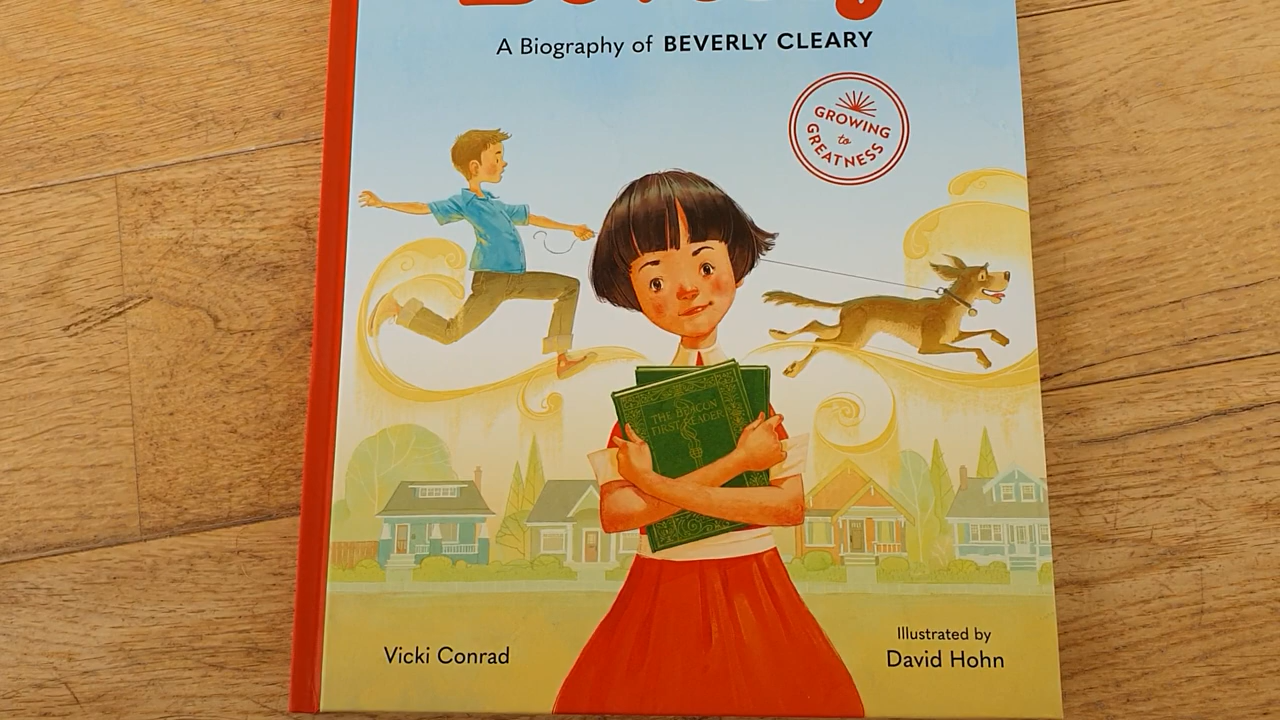 A Biography of BEVERLY CLEARY
GROWING
to
GREATNESS
THE BEACON
FIRST READER
Vicki Conrad
Illustrated by
David Hohn